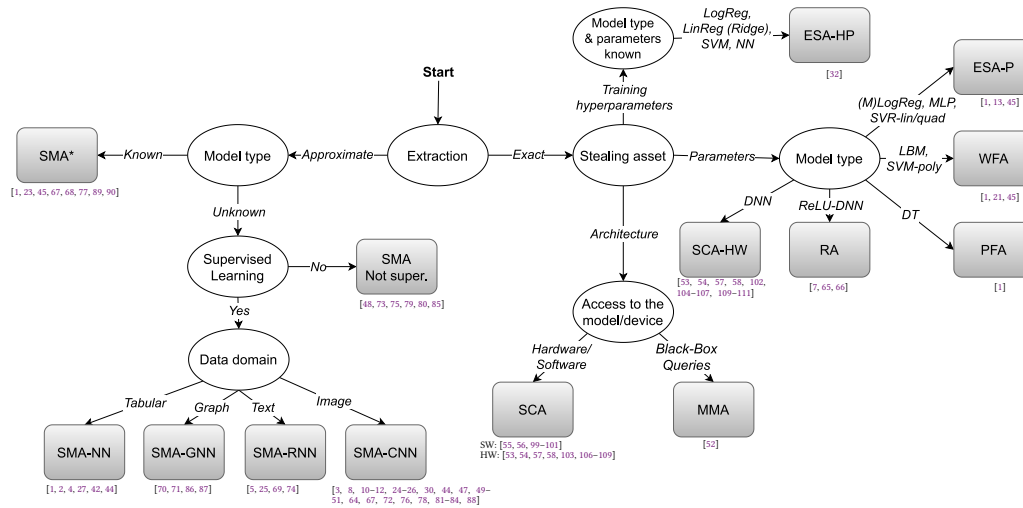 Start
Extraction
Approximate
Exact
Model type
Known
SMA*
[1, 23, 45, 67, 68, 77, 89, 90]
Unknown
Supervised
Learning
No
SMA
Not super.
[48, 73, 75, 79, 80, 85]
Yes
Data domain
Tabular
Graph
Text
Image
SMA-NN
[1, 2, 4, 27, 42, 44]
SMA-GNN
[70, 71, 86, 87]
SMA-RNN
[5, 25, 69, 74]
SMA-CNN
[3, 8, 10–12, 24–26, 30, 44, 47, 49–
51, 64, 67, 72, 76, 78, 81–84, 88]
Stealing asset
Training
hyperparameters
Model type
& parameters
known
LogReg,
LinReg (Ridge),
SVM, NN
ESA-HP
[32]
Parameters
Model type
(M)LogReg, MLP,
SVR-lin/quad
ESA-P
[1, 13, 45]
LBM,
SVM-poly
WFA
[1, 21, 45]
DT
PFA
[1]
ReLU-DNN
RA
[7, 65, 66]
DNN
SCA-HW
[53, 54, 57, 58, 102,
104–107, 109–111]
Architecture
Access to the
model/device
Hardware/
Software
SCA
SW: [55, 56, 99–101]
HW: [53, 54, 57, 58, 103, 106–109]
Black-Box
Queries
MMA
[52]